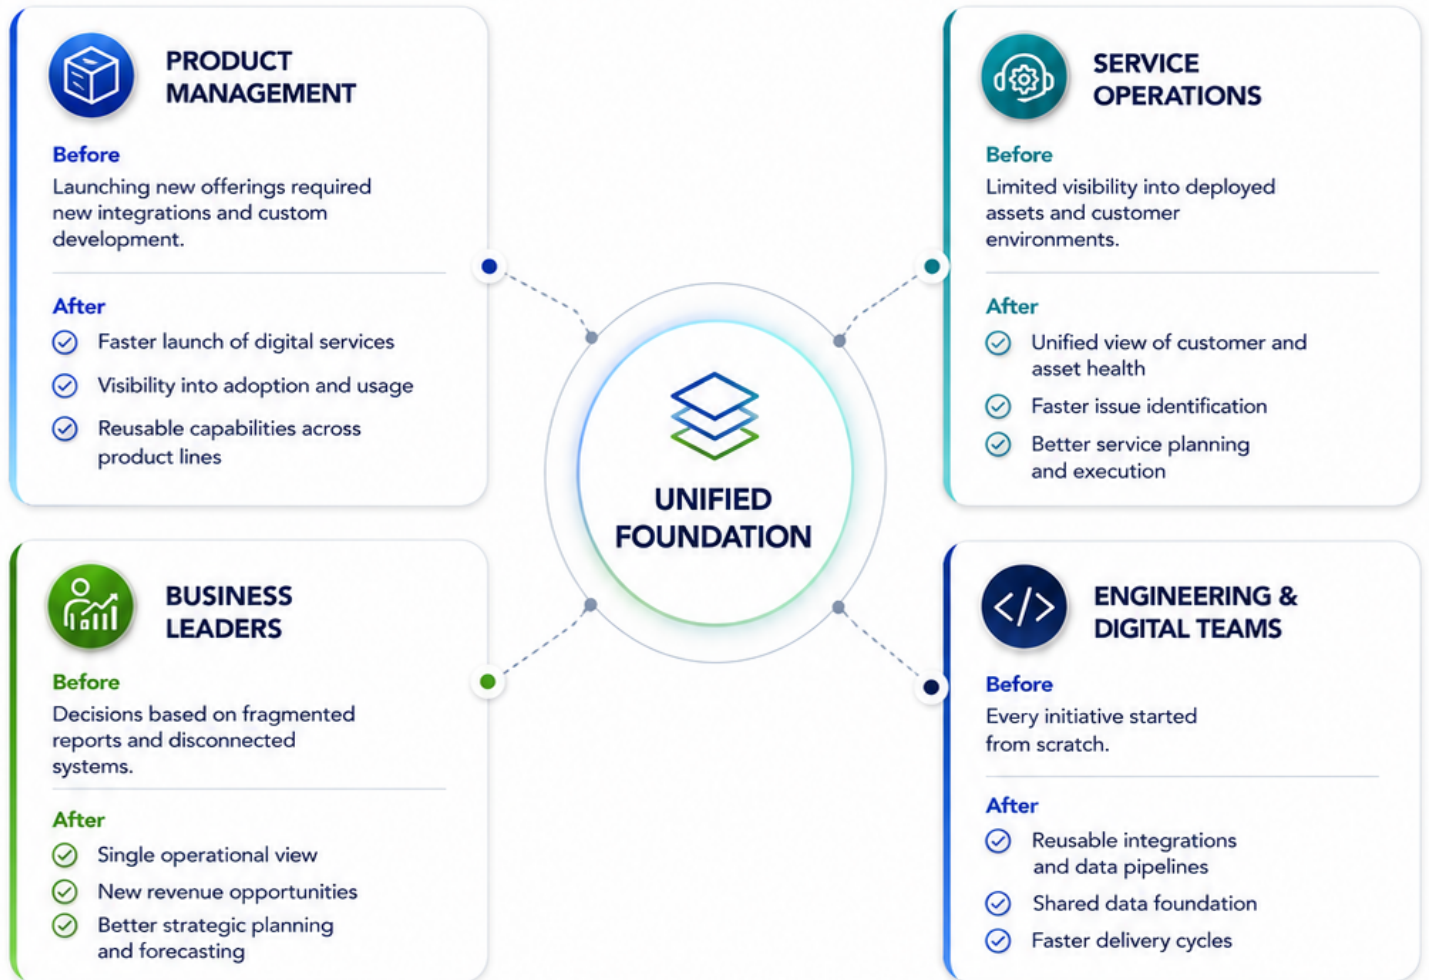 PRODUCT
MANAGEMENT
Before
Launching new offerings required
new integrations and custom
development.
After
Faster launch of digital services
Visibility into adoption and usage
Reusable capabilities across
product lines
SERVICE
OPERATIONS
Before
Limited visibility into deployed
assets and customer
environments.
After
Unified view of customer and
asset health
Faster issue identification
Better service planning
and execution
UNIFIED
FOUNDATION
BUSINESS
LEADERS
Before
Decisions based on fragmented
reports and disconnected
systems.
After
Single operational view
New revenue opportunities
Better strategic planning
and forecasting
ENGINEERING &
DIGITAL TEAMS
Before
Every initiative started
from scratch.
After
Reusable integrations
and data pipelines
Shared data foundation
Faster delivery cycles